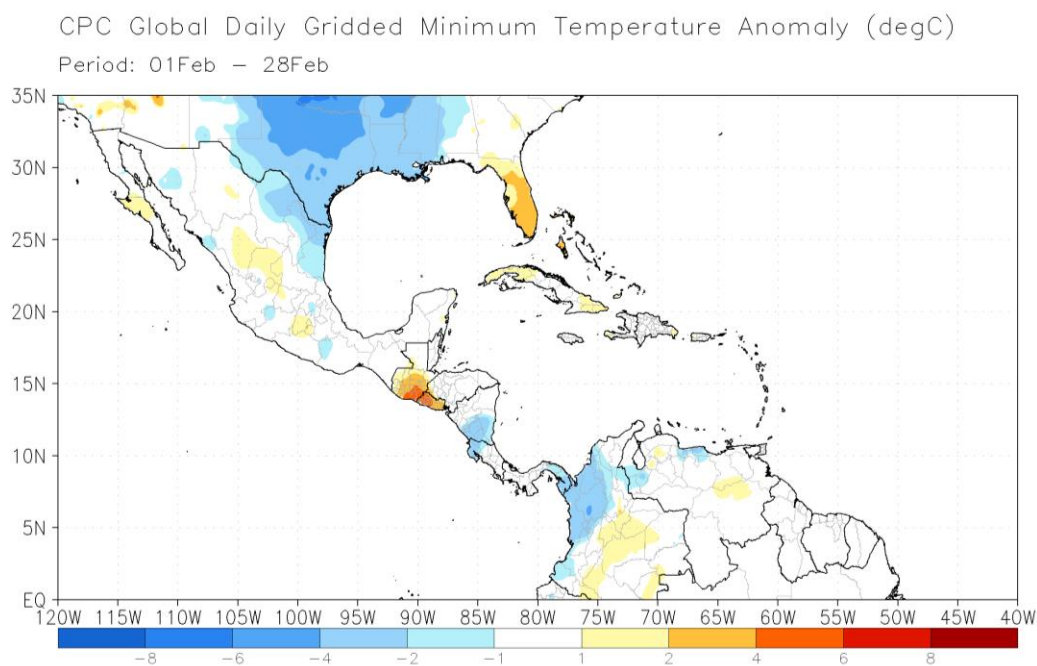 CPC Global Daily Gridded Minimum Temperature Anomaly (degC)
Period: 01Feb – 28Feb
35N
30N
25N
20N
15N
10N
5N
EQ
120W 115W 110W 105W 100W 95W 90W 85W 80W 75W 70W 65W 60W 55W 50W 45W 40W
−8 −6 −4 −2 −1 1 2 4 6 8